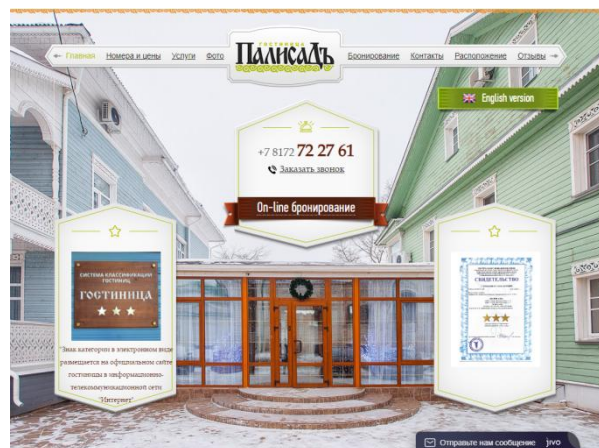 ← Главная Номера и цены Услуги Фото
ГОСТИНИЦА
ПалисаДъ
Бронирование Контакты Расположение Отзывы →
English version
+7 8172 72 27 61
Заказать звонок
On-line бронирование
СИСТЕМА КЛАССИФИКАЦИИ
ГОСТИНИЦ
ГОСТИНИЦА
"Знак категории в электронном виде
размещается на официальном сайте
гостиницы в информационно-
телекоммуникационной сети
"Интернет".
СВИДЕТЕЛЬСТВО
Отправьте нам сообщение jivo